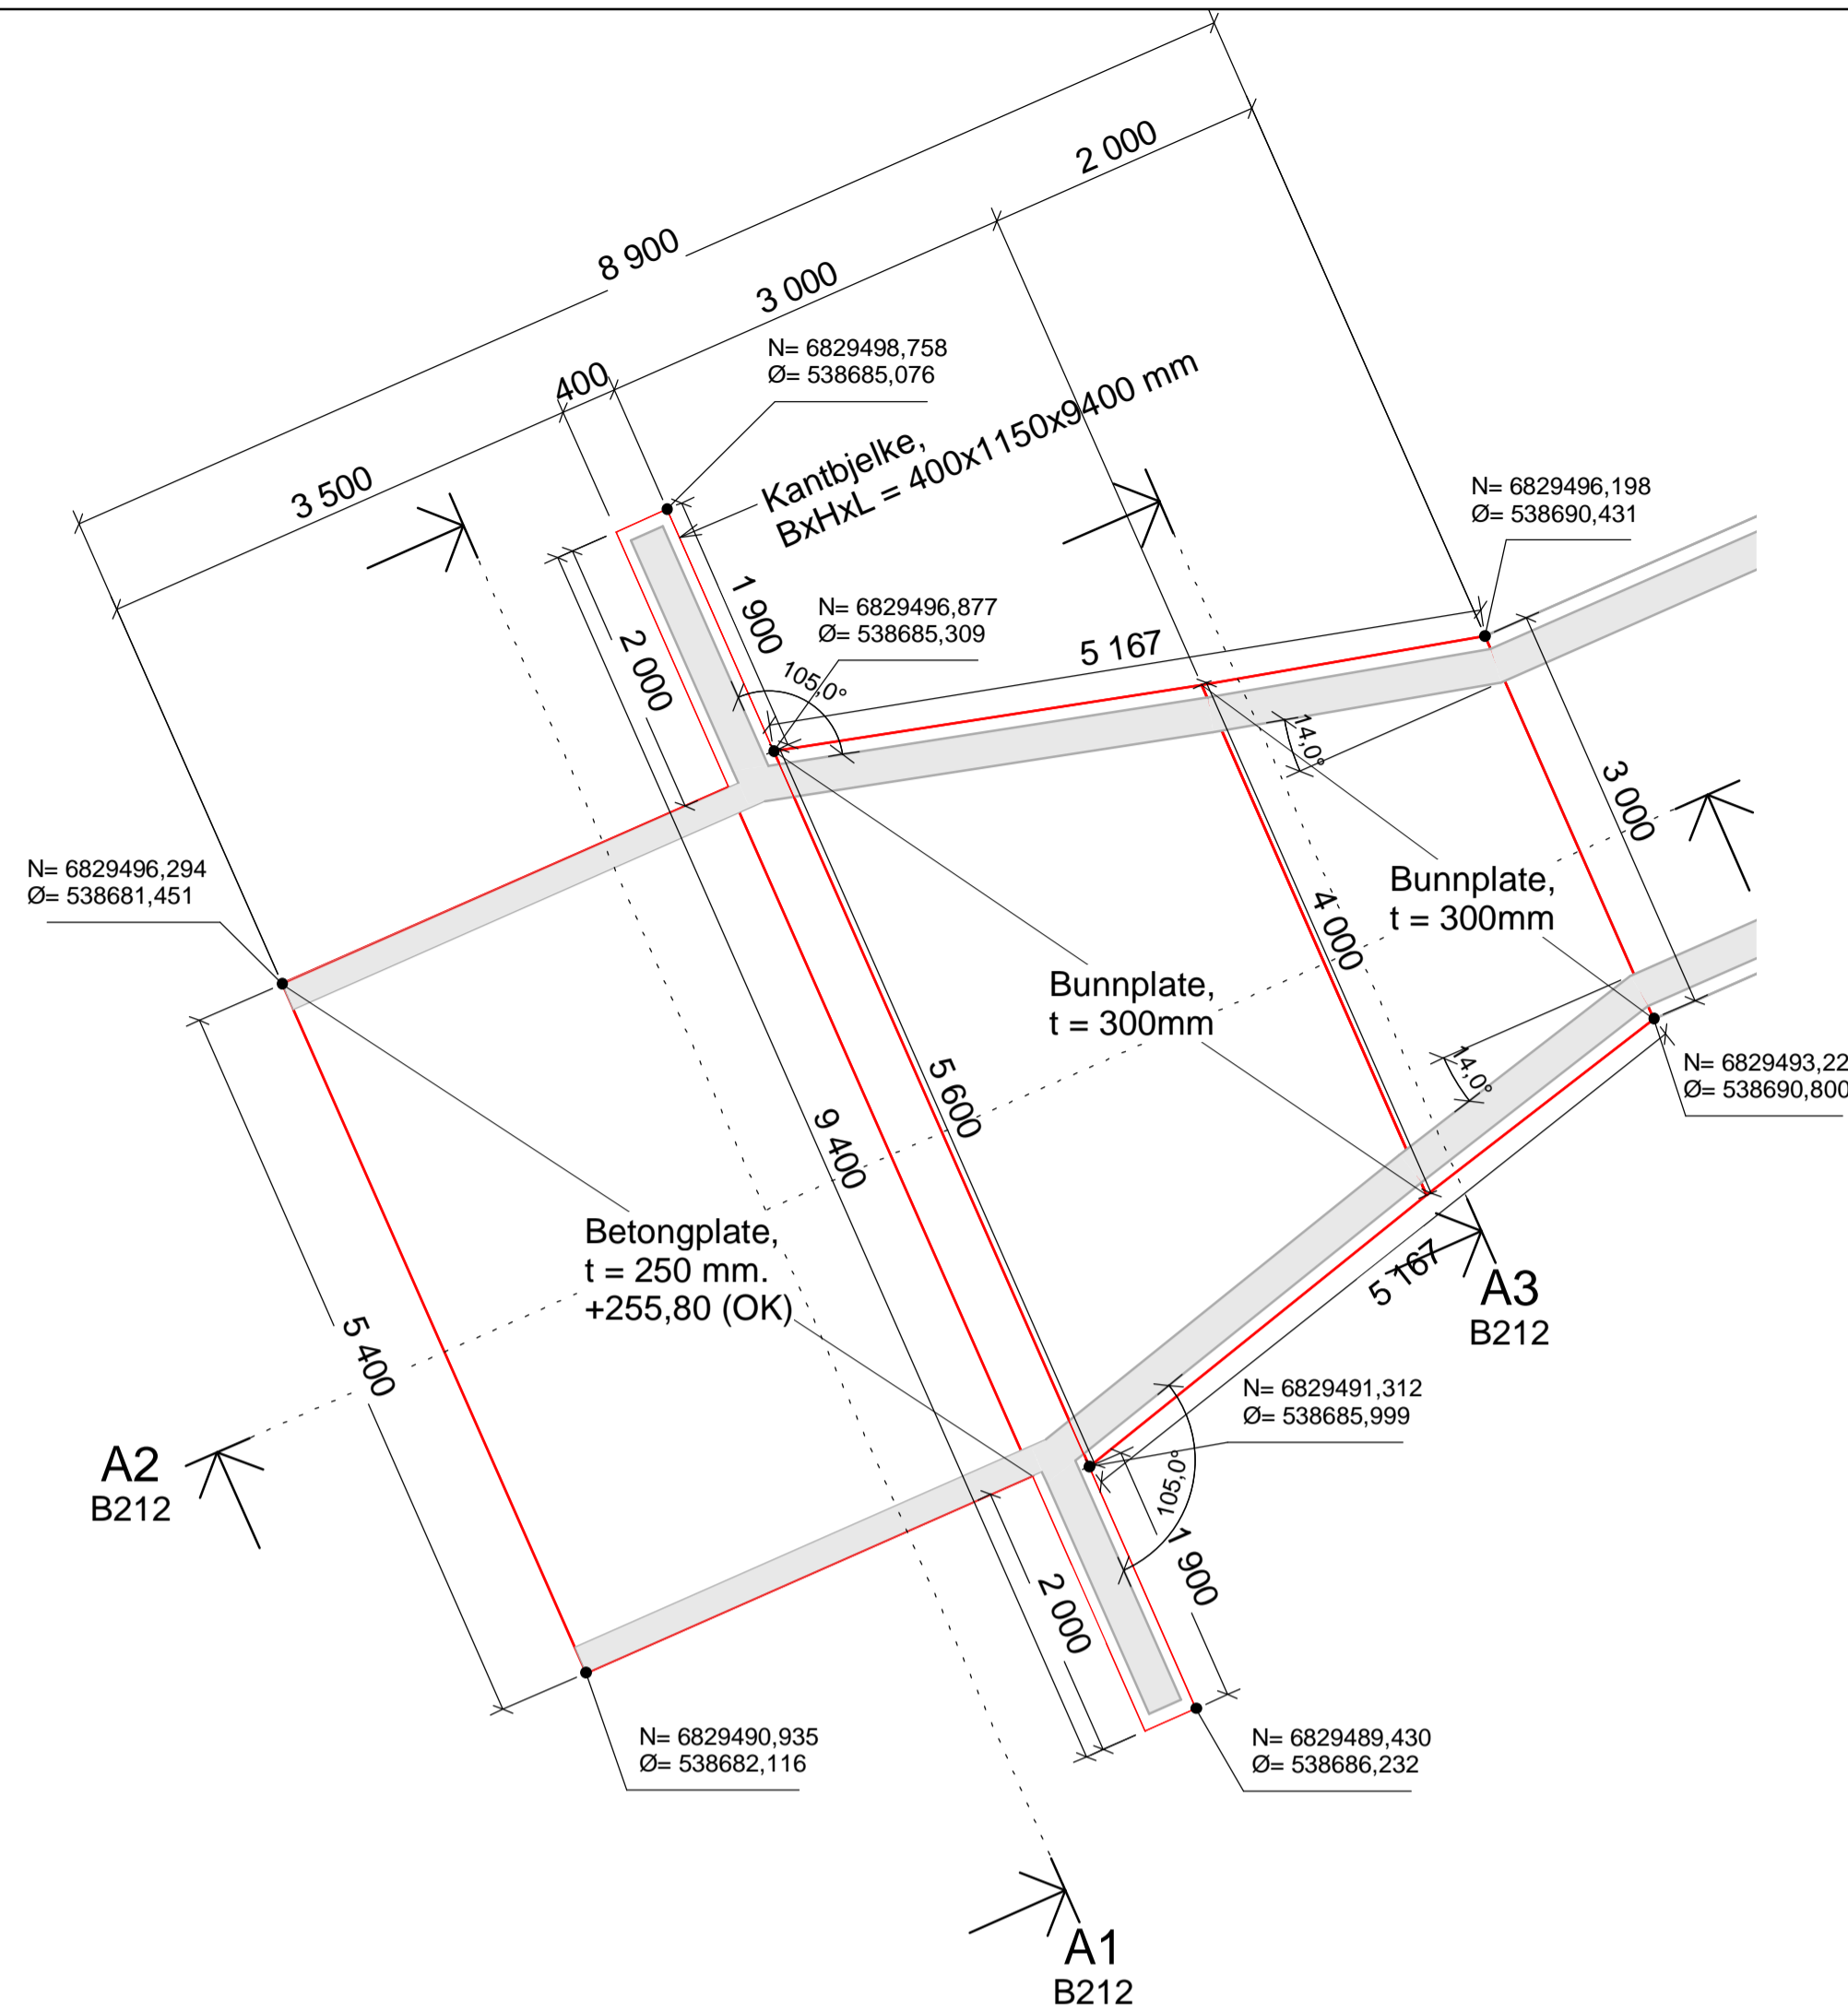 8 900
2 000
3 000
400
3 500
N= 6829498,758
Ø= 538685,076
Kantbjelke,
BxHxL = 400x1150x9400 mm
N= 6829496,198
Ø= 538690,431
1 900
N= 6829496,877
Ø= 538685,309
2 000
105,0°
5 167
14,0°
3 000
N= 6829496,294
Ø= 538681,451
Bunnplate,
t = 300mm
4 000
Bunnplate,
t = 300mm
N= 6829493,22
Ø= 538690,800
14,0°
5 600
9 400
Betongplate,
t = 250 mm.
+255,80 (OK)
5 167
A3
B212
5 400
N= 6829491,312
Ø= 538685,999
A2
B212
105,0°
1 900
2 000
N= 6829490,935
Ø= 538682,116
N= 6829489,430
Ø= 538686,232
A1
B212